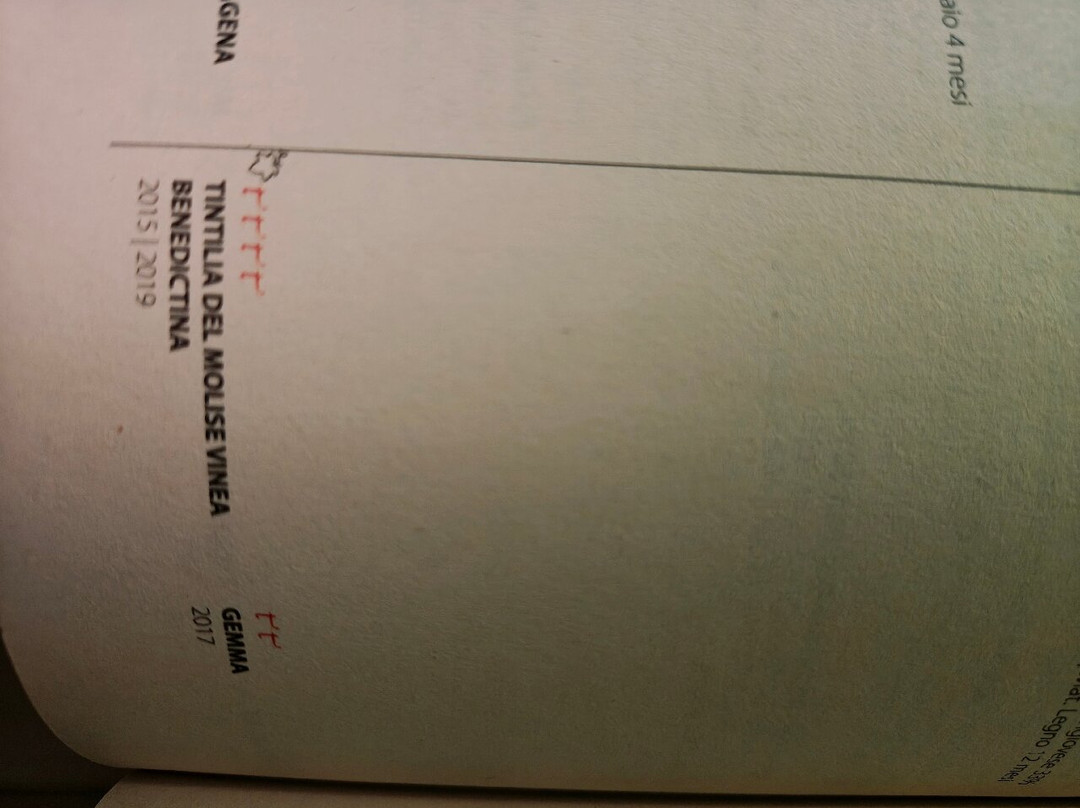 GENA
aio 4 mesi
TINTILIA DEL MOLISE VINEA
BENEDICTINA
2015 | 2019
GEMMA
2017
Legno 12 mesi